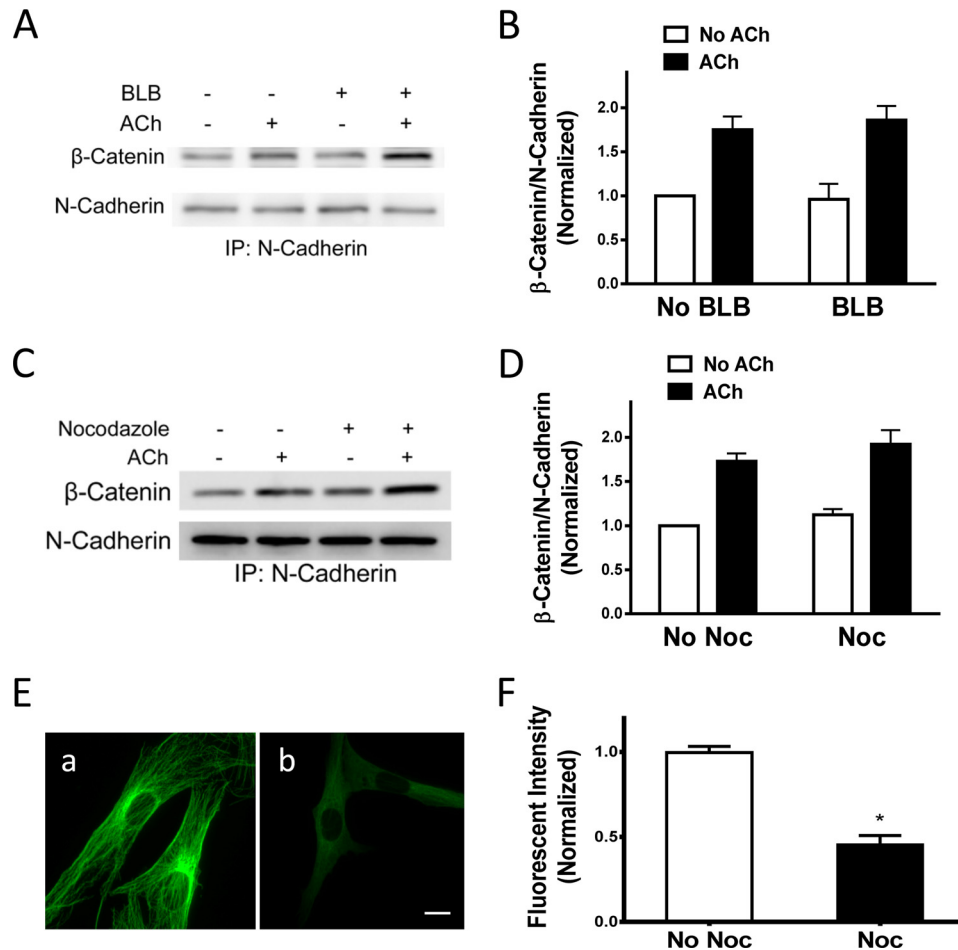 A
BLB - - + +
ACh - + - +
β-Catenin
N-Cadherin
IP: N-Cadherin
B
No ACh
ACh
β-Catenin/N-Cadherin
(Normalized)
2.0
1.5
1.0
0.5
0.0
No BLB BLB
C
Nocodazole - - + +
ACh - + - +
β-Catenin
N-Cadherin
IP: N-Cadherin
D
No ACh
ACh
β-Catenin/N-Cadherin
(Normalized)
2.0
1.5
1.0
0.5
0.0
No Noc Noc
E
a b
F
Fluorescent Intensity
(Normalized)
1.0
0.5
0.0
*
No Noc Noc